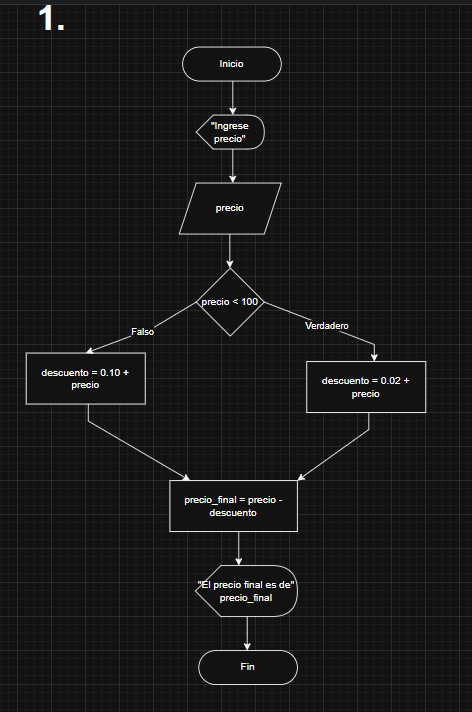 1.
Inicio
"Ingrese
precio"
precio
precio < 100
Falso
Verdadero
descuento = 0.10 +
precio
descuento = 0.02 +
precio
precio_final = precio -
descuento
"El precio final es de"
precio_final
Fin